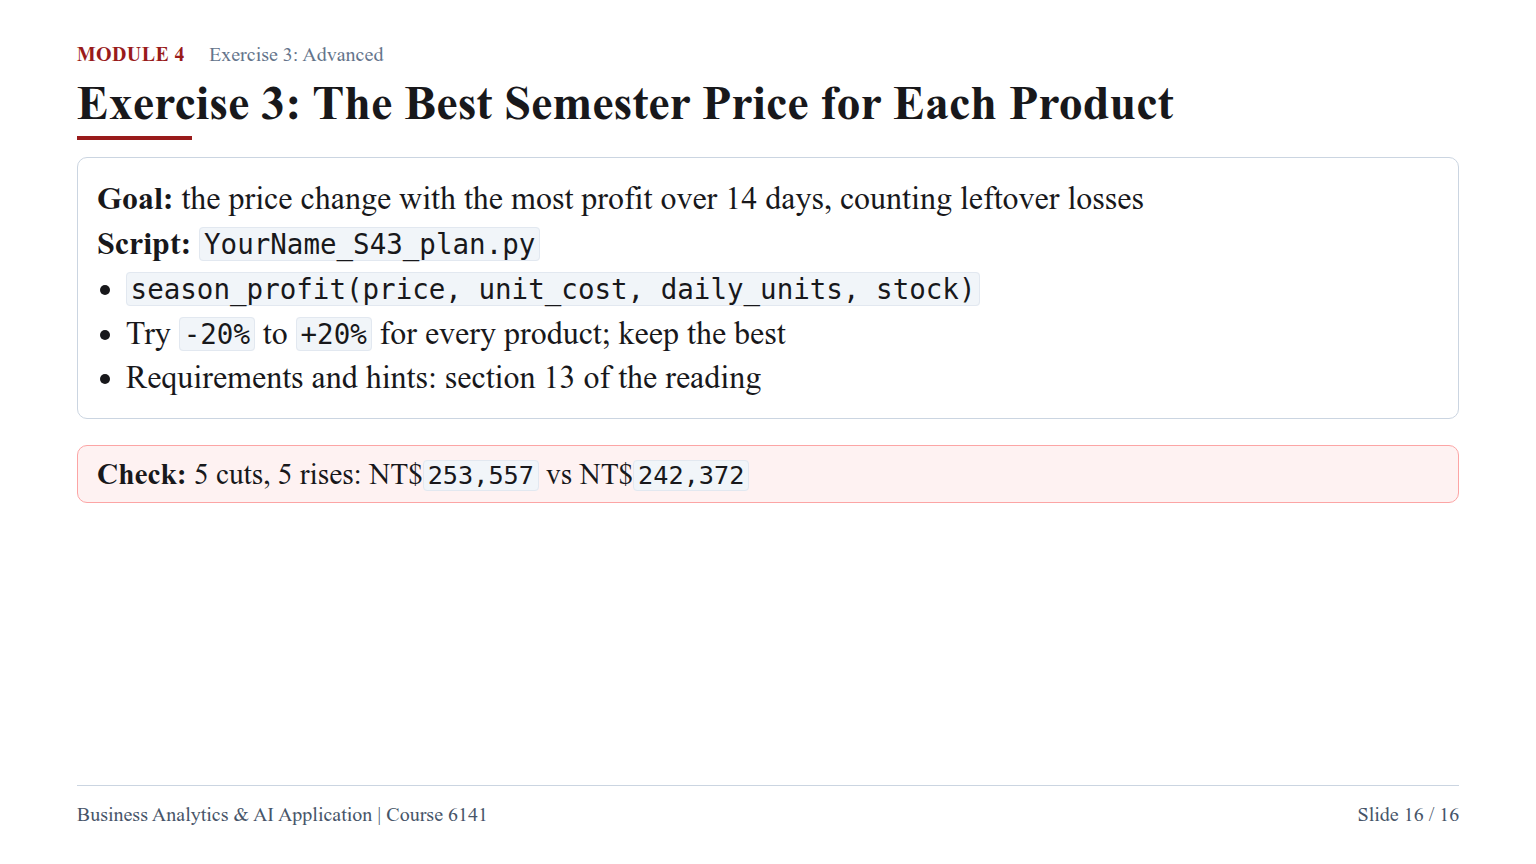 MODULE 4 Exercise 3: Advanced
Exercise 3: The Best Semester Price for Each Product
Goal: the price change with the most profit over 14 days, counting leftover losses
Script: YourName_S43_plan.py
• season_profit(price, unit_cost, daily_units, stock)
• Try -20% to +20% for every product; keep the best
• Requirements and hints: section 13 of the reading
Check: 5 cuts, 5 rises: NT$253,557 vs NT$242,372
Business Analytics & AI Application | Course 6141
Slide 16 / 16